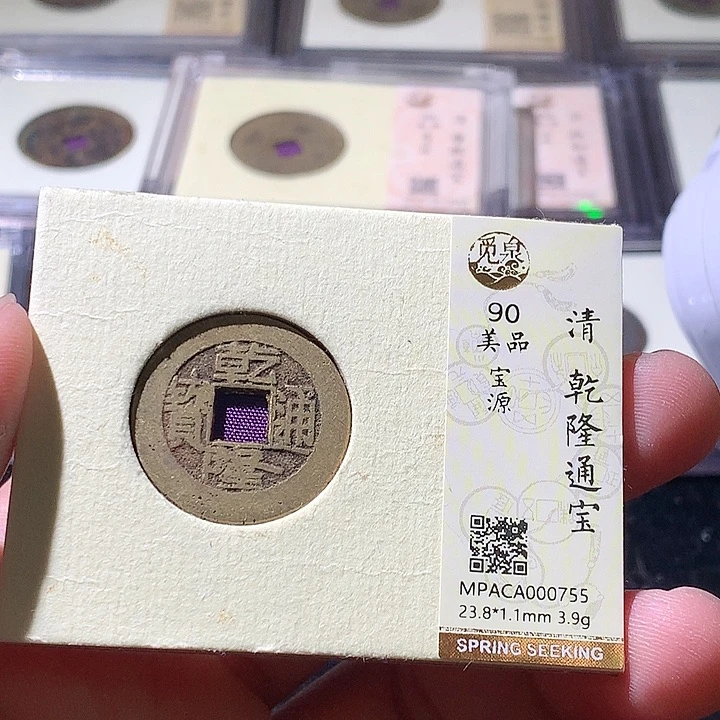 乾隆通寳
觅泉
90
美品
宝源
清 乾隆通宝
MPACA000755
23.8*1.1mm 3.9g
SPRING SEEKING